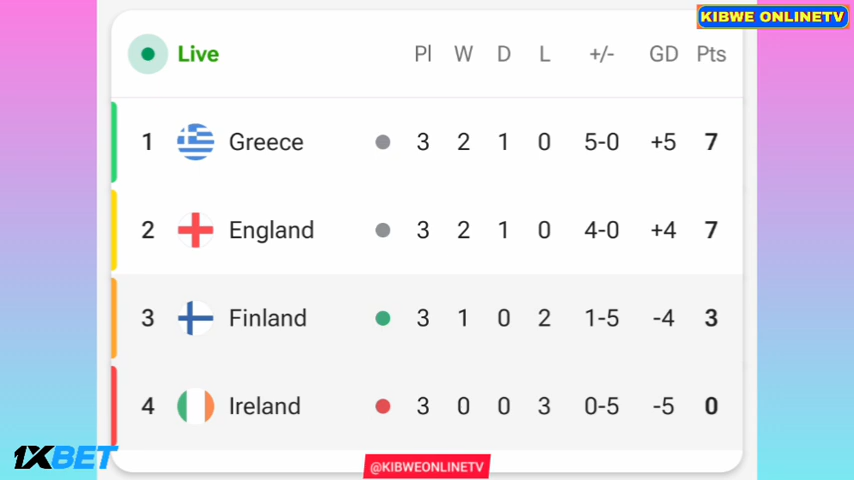 KIBWE ONLINETV
Live Pl W D L +/- GD Pts
1 Greece 3 2 1 0 5-0 +5 7
2 England 3 2 1 0 4-0 +4 7
3 Finland 3 1 0 2 1-5 -4 3
4 Ireland 3 0 0 3 0-5 -5 0
1XBET
@KIBWEONLINETV